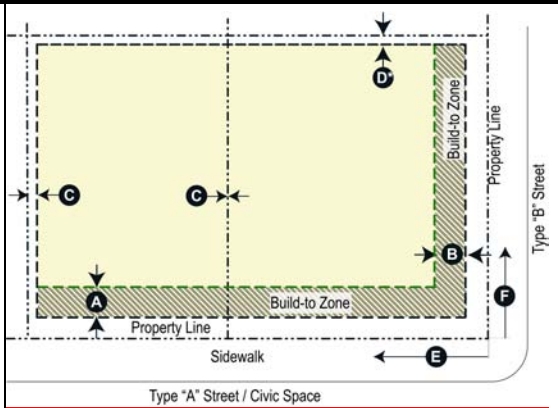 D*
Build-to Zone
Property Line
Type "B" Street
C
C
B
F
A
Build-to Zone
Property Line
Sidewalk
E
Type "A" Street / Civic Space